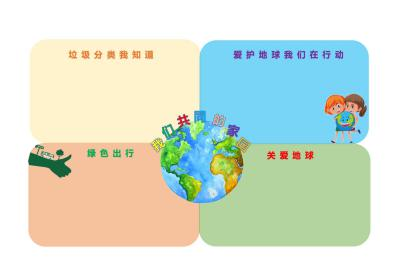 垃圾分类我知道
爱护地球我们在行动
我们共同的家园
绿色出行
关爱地球